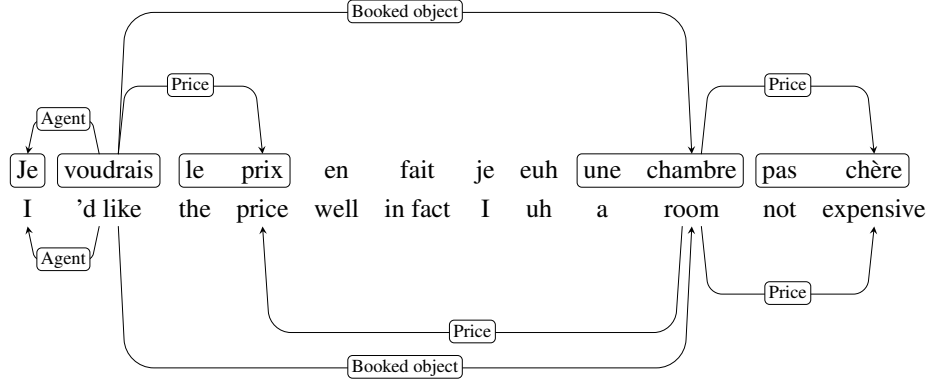 Booked object
Price Price
Agent
Je voudrais le prix en fait je euh une chambre pas chère
I 'd like the price well in fact I uh a room not expensive
Agent
Price
Price
Booked object